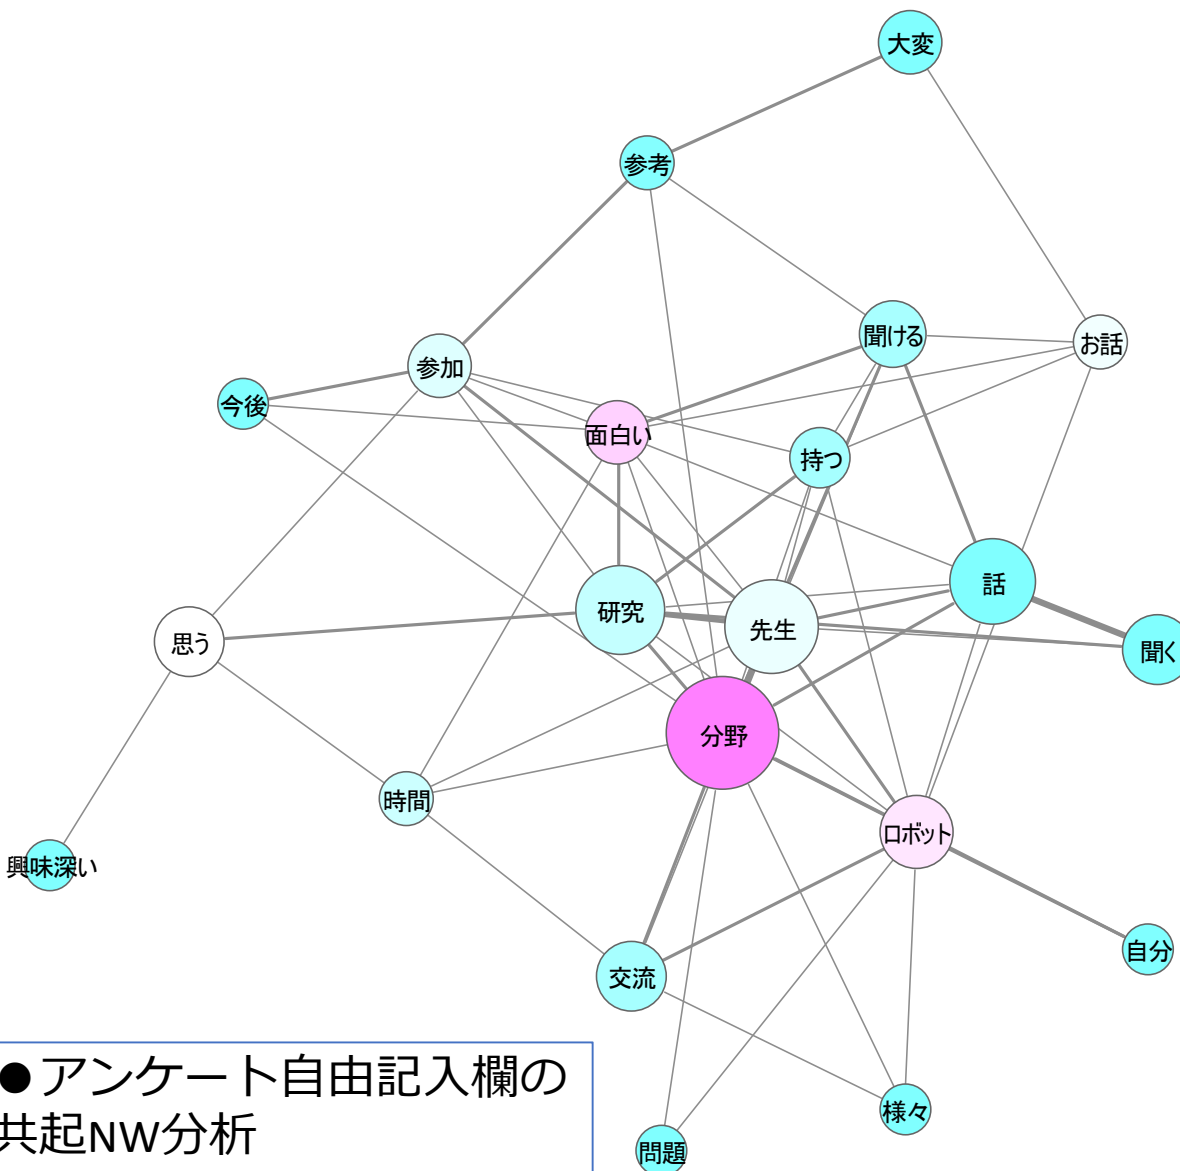 大変
参考
聞ける
お話
参加
今後
面白い
持つ
話
研究
先生
思う
聞く
分野
時間
ロボット
興味深い
自分
交流
様々
問題
●アンケート自由記入欄の
共起NW分析